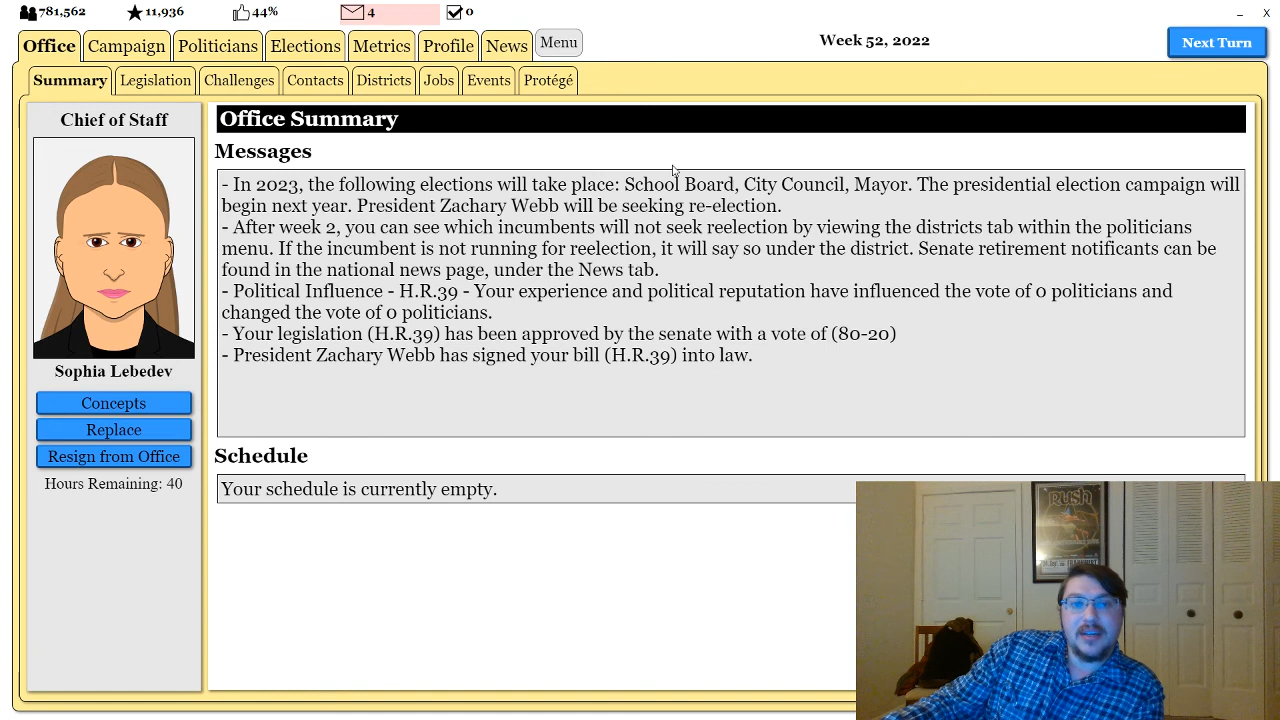 781,562 11,936 44% 4 0
Office Campaign Politicians Elections Metrics Profile News Menu Week 52, 2022 Next Turn
Summary Legislation Challenges Contacts Districts Jobs Events Protégé
Chief of Staff
Sophia Lebedev
Concepts
Replace
Resign from Office
Hours Remaining: 40
Office Summary
Messages
- In 2023, the following elections will take place: School Board, City Council, Mayor. The presidential election campaign will
begin next year. President Zachary Webb will be seeking re-election.
- After week 2, you can see which incumbents will not seek reelection by viewing the districts tab within the politicians
menu. If the incumbent is not running for reelection, it will say so under the district. Senate retirement notificants can be
found in the national news page, under the News tab.
- Political Influence - H.R.39 - Your experience and political reputation have influenced the vote of 0 politicians and
changed the vote of 0 politicians.
- Your legislation (H.R.39) has been approved by the senate with a vote of (80-20)
- President Zachary Webb has signed your bill (H.R.39) into law.
Schedule
Your schedule is currently empty.
RUSH